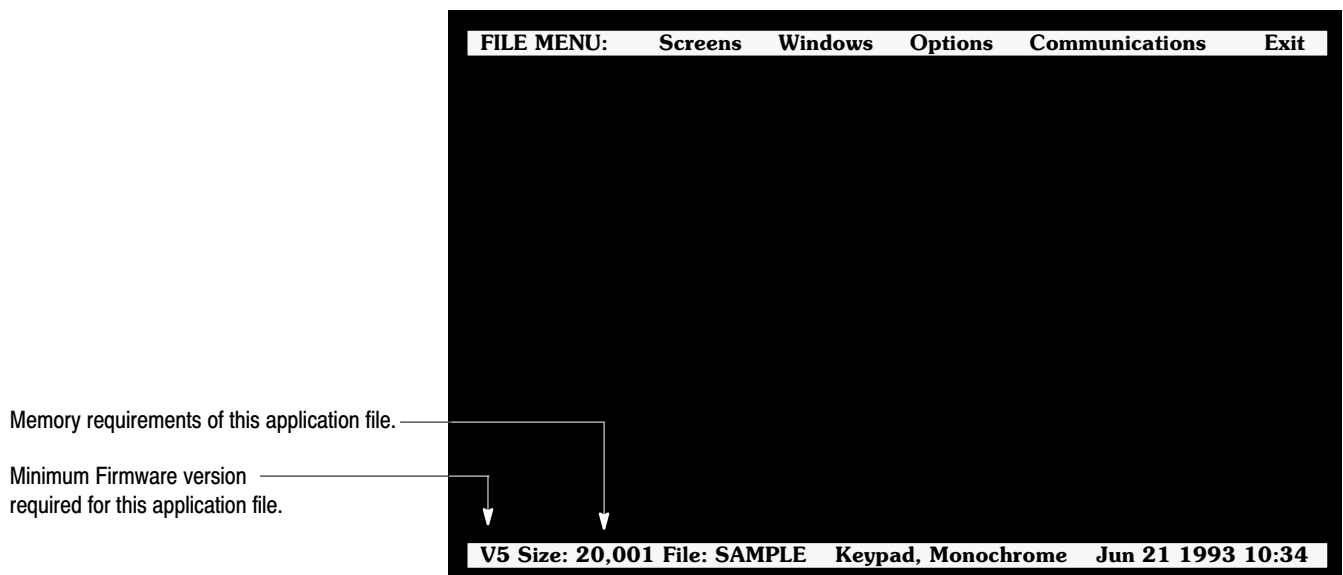 FILE MENU: Screens Windows Options Communications Exit
Memory requirements of this application file.
Minimum Firmware version
required for this application file.
V5 Size: 20,001 File: SAMPLE Keypad, Monochrome Jun 21 1993 10:34